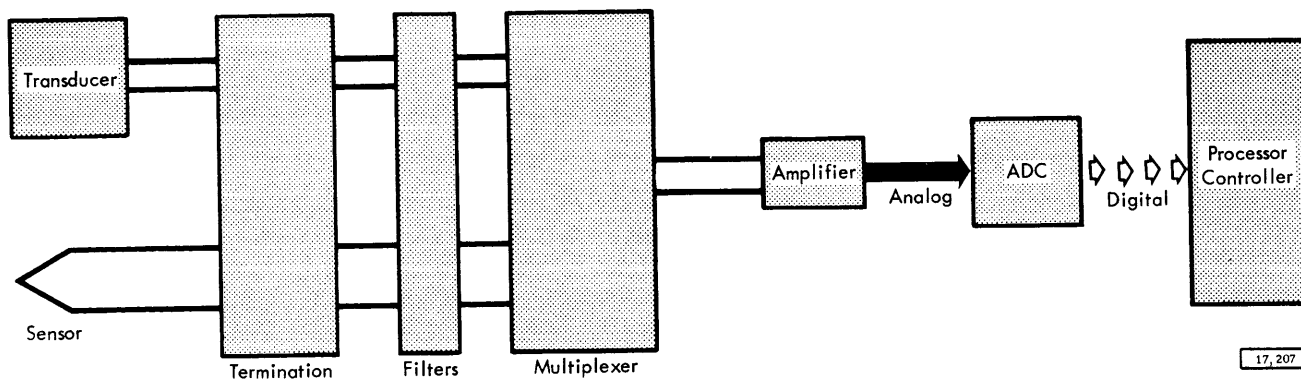 Transducer
Sensor
Termination
Filters
Multiplexer
Amplifier
Analog
ADC
Digital
Processor
Controller
17,207